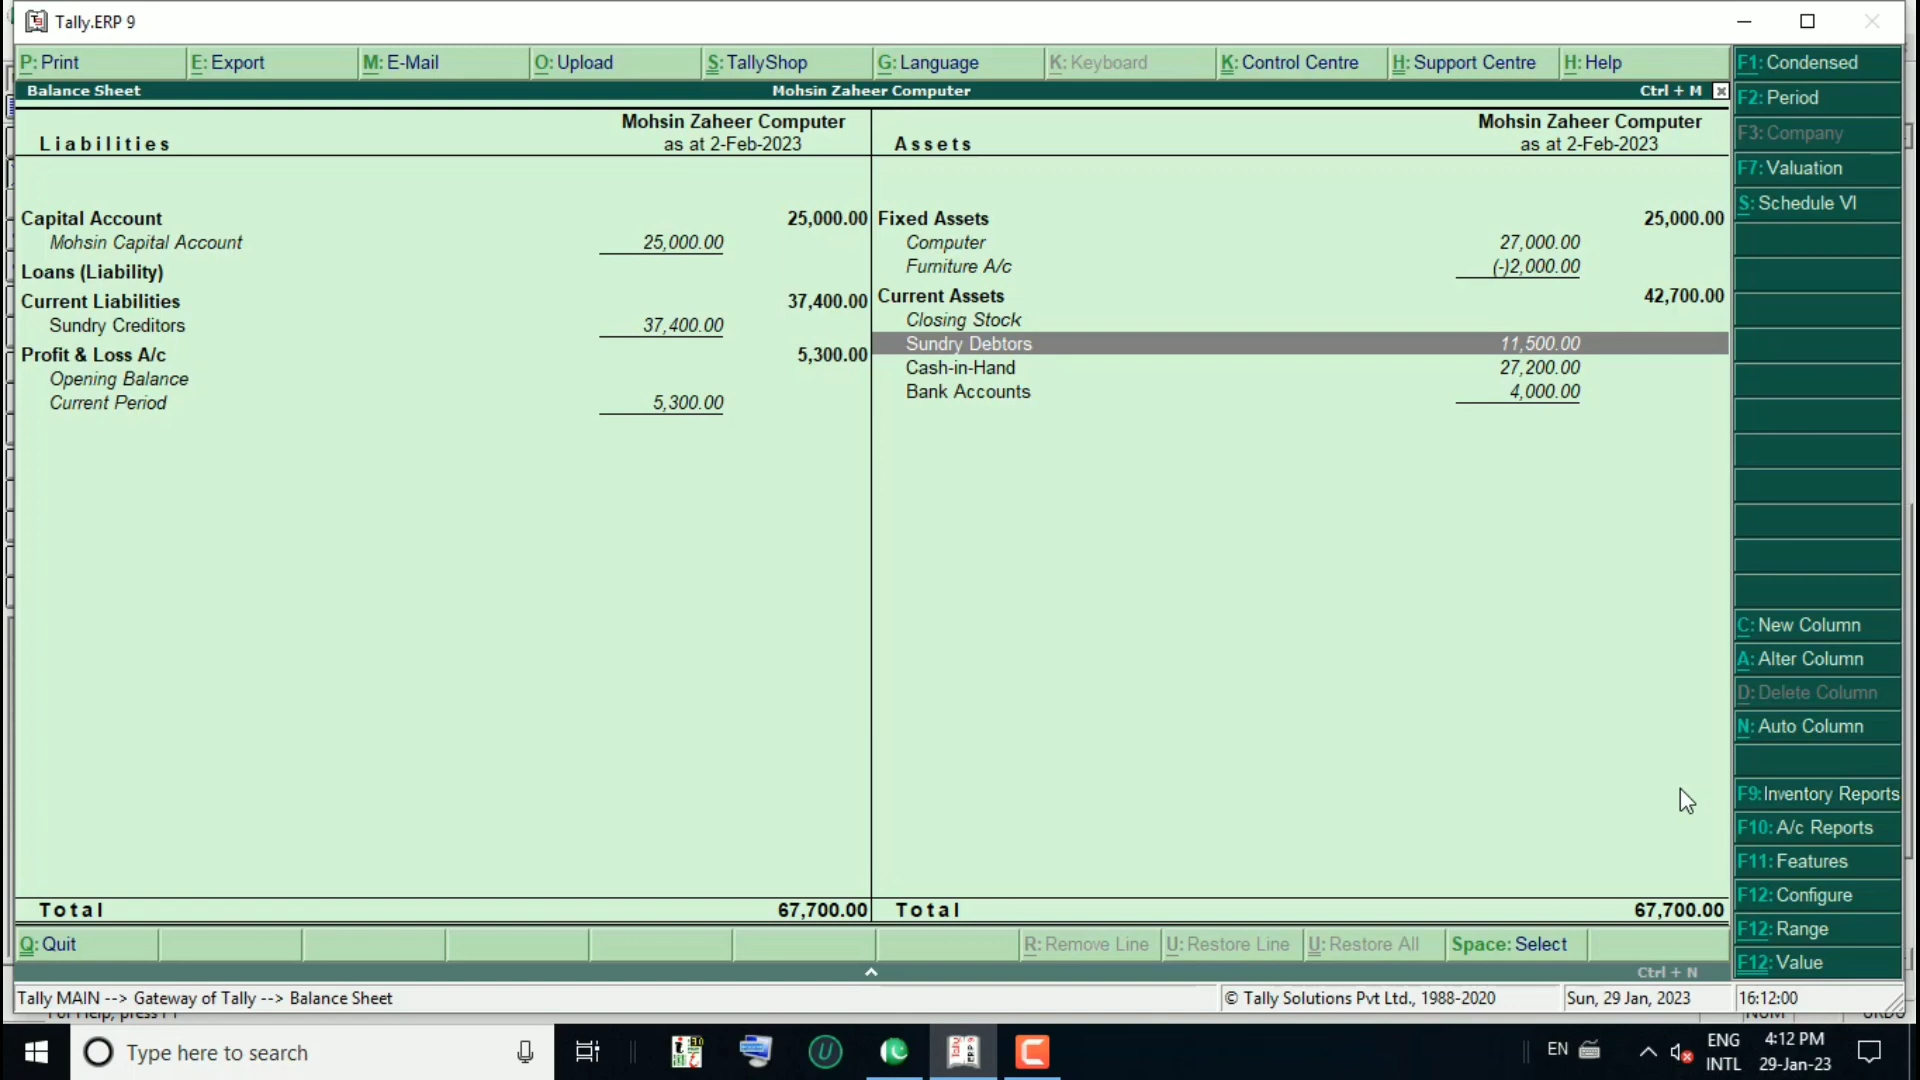 Tally.ERP 9
P: Print E: Export M: E-Mail O: Upload S: TallyShop G: Language K: Keyboard K: Control Centre H: Support Centre H: Help
Balance Sheet Mohsin Zaheer Computer Ctrl + M
Liabilities Mohsin Zaheer Computer as at 2-Feb-2023
Capital Account 25,000.00
Mohsin Capital Account 25,000.00
Loans (Liability)
Current Liabilities 37,400.00
Sundry Creditors 37,400.00
Profit & Loss A/c 5,300.00
Opening Balance
Current Period 5,300.00
Total 67,700.00
Assets Mohsin Zaheer Computer as at 2-Feb-2023
Fixed Assets 25,000.00
Computer 27,000.00
Furniture A/c (-)2,000.00
Current Assets 42,700.00
Closing Stock
Sundry Debtors 11,500.00
Cash-in-Hand 27,200.00
Bank Accounts 4,000.00
Total 67,700.00
F1: Condensed
F2: Period
F3: Company
F7: Valuation
S: Schedule VI
C: New Column
A: Alter Column
D: Delete Column
N: Auto Column
F9: Inventory Reports
F10: A/c Reports
F11: Features
F12: Configure
F12: Range
F12: Value
Q: Quit R: Remove Line U: Restore Line U: Restore All Space: Select
Ctrl + N
Tally MAIN --> Gateway of Tally --> Balance Sheet © Tally Solutions Pvt Ltd., 1988-2020 Sun, 29 Jan, 2023 16:12:00
Type here to search
EN
ENG
INTL
4:12 PM
29-Jan-23